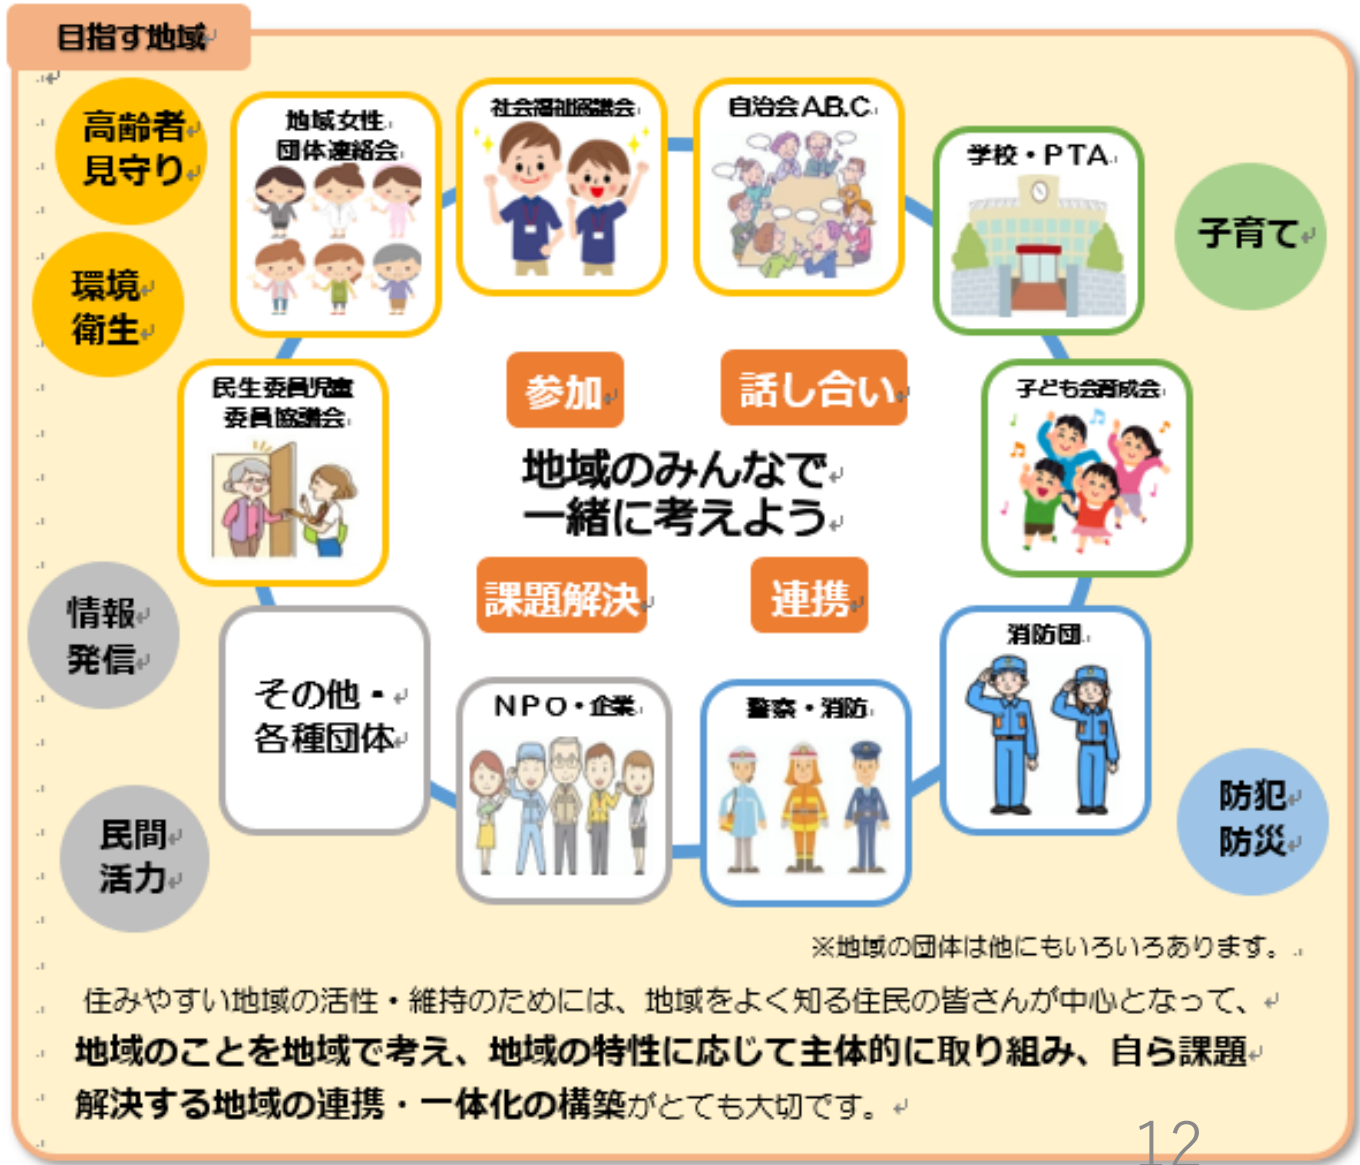 目指す地域
高齢者
見守り
環境
衛生
地域女性
団体連絡会
社会福祉協議会
自治会A.B.C
学校・PTA
子育て
民生委員児童
委員協議会
参加
話し合い
子ども会育成会
地域のみんなで
一緒に考えよう
課題解決
連携
情報
発信
その他・
各種団体
NPO・企業
警察・消防
消防団
民間
活力
防犯
防災
※地域の団体は他にもいろいろあります。
住みやすい地域の活性・維持のためには、地域をよく知る住民の皆さんが中心となって、
地域のことを地域で考え、地域の特性に応じて主体的に取り組み、自ら課題
解決する地域の連携・一体化の構築がとても大切です。
12